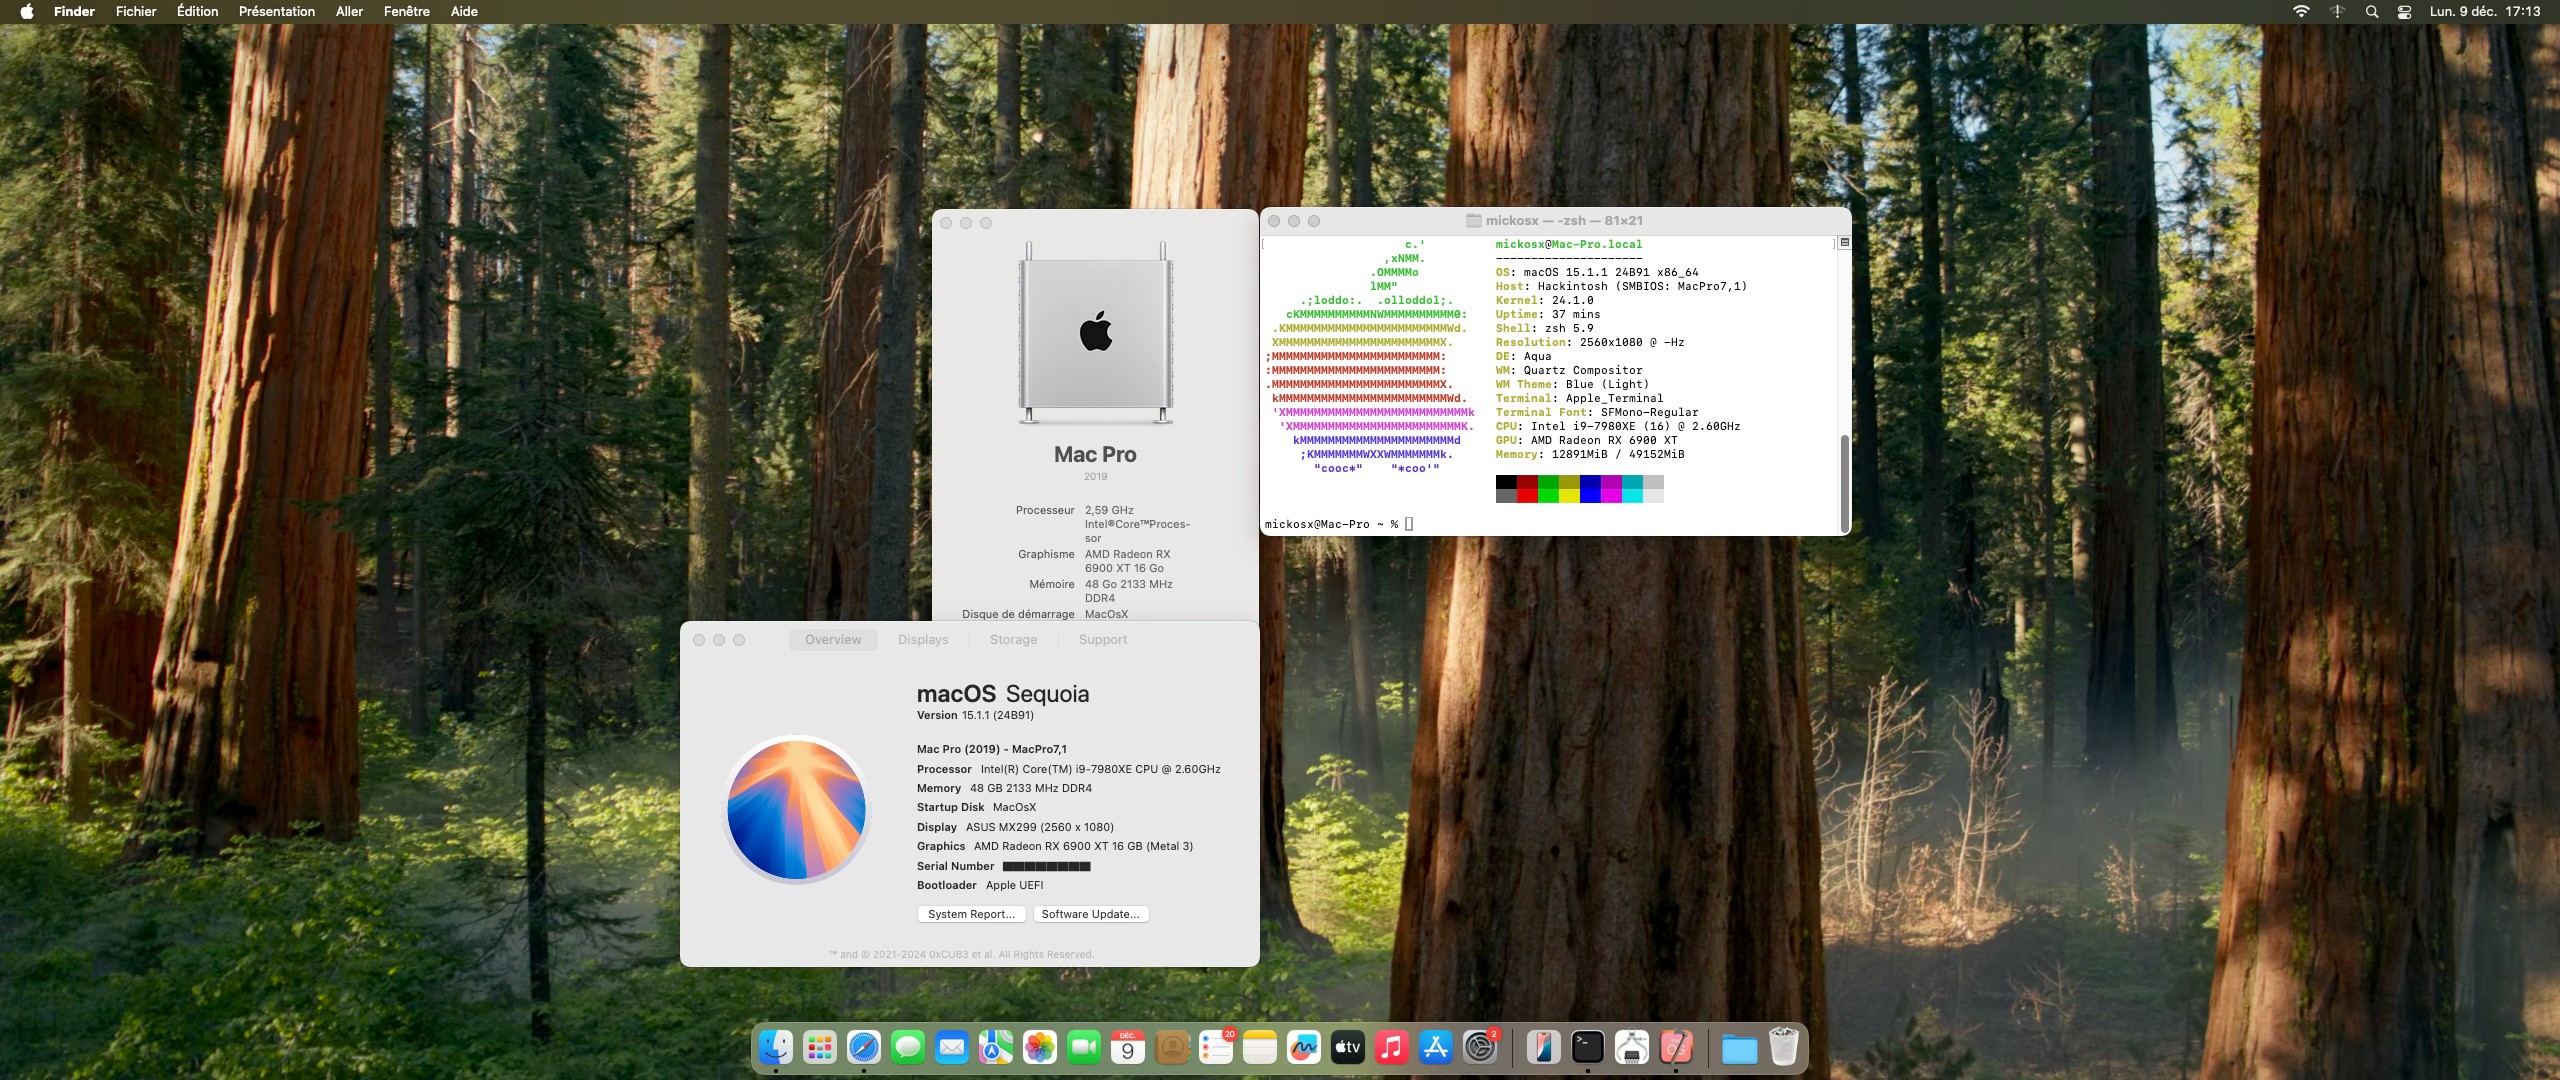 Finder Fichier Édition Présentation Aller Fenêtre Aide
Lun. 9 déc. 17:13
Mac Pro
2019
Processeur 2,59 GHz
Intel®Core™Proces-
sor
Graphisme AMD Radeon RX
6900 XT 16 Go
Mémoire 48 Go 2133 MHz
DDR4
Disque de démarrage MacOsX
mickosx — -zsh — 81×21
c.'
,xNMM.
.OMMMMo
lMM"
.;loddo:. .olloddol;.
cKMMMMMMMMMMNWMMMMMMMMMM0:
.KMMMMMMMMMMMMMMMMMMMMMMMWd.
XMMMMMMMMMMMMMMMMMMMMMMMX.
;MMMMMMMMMMMMMMMMMMMMMMMM:
:MMMMMMMMMMMMMMMMMMMMMMMM:
.MMMMMMMMMMMMMMMMMMMMMMMMX.
kMMMMMMMMMMMMMMMMMMMMMMMMWd.
'XMMMMMMMMMMMMMMMMMMMMMMMMMMk
'XMMMMMMMMMMMMMMMMMMMMMMMMK.
kMMMMMMMMMMMMMMMMMMMMMMd
;KMMMMMMMWXXWMMMMMMMk.
"cooc*" "*coo'"
mickosx@Mac-Pro.local
---------------------
OS: macOS 15.1.1 24B91 x86_64
Host: Hackintosh (SMBIOS: MacPro7,1)
Kernel: 24.1.0
Uptime: 37 mins
Shell: zsh 5.9
Resolution: 2560x1080 @ -Hz
DE: Aqua
WM: Quartz Compositor
WM Theme: Blue (Light)
Terminal: Apple_Terminal
Terminal Font: SFMono-Regular
CPU: Intel i9-7980XE (16) @ 2.60GHz
GPU: AMD Radeon RX 6900 XT
Memory: 12891MiB / 49152MiB
mickosx@Mac-Pro ~ %
Overview Displays Storage Support
macOS Sequoia
Version 15.1.1 (24B91)
Mac Pro (2019) - MacPro7,1
Processor Intel(R) Core(TM) i9-7980XE CPU @ 2.60GHz
Memory 48 GB 2133 MHz DDR4
Startup Disk MacOsX
Display ASUS MX299 (2560 x 1080)
Graphics AMD Radeon RX 6900 XT 16 GB (Metal 3)
Serial Number
Bootloader Apple UEFI
System Report... Software Update...
™ and © 2021-2024 0xCUB3 et al. All Rights Reserved.
DÉC.
9
20
tv
2